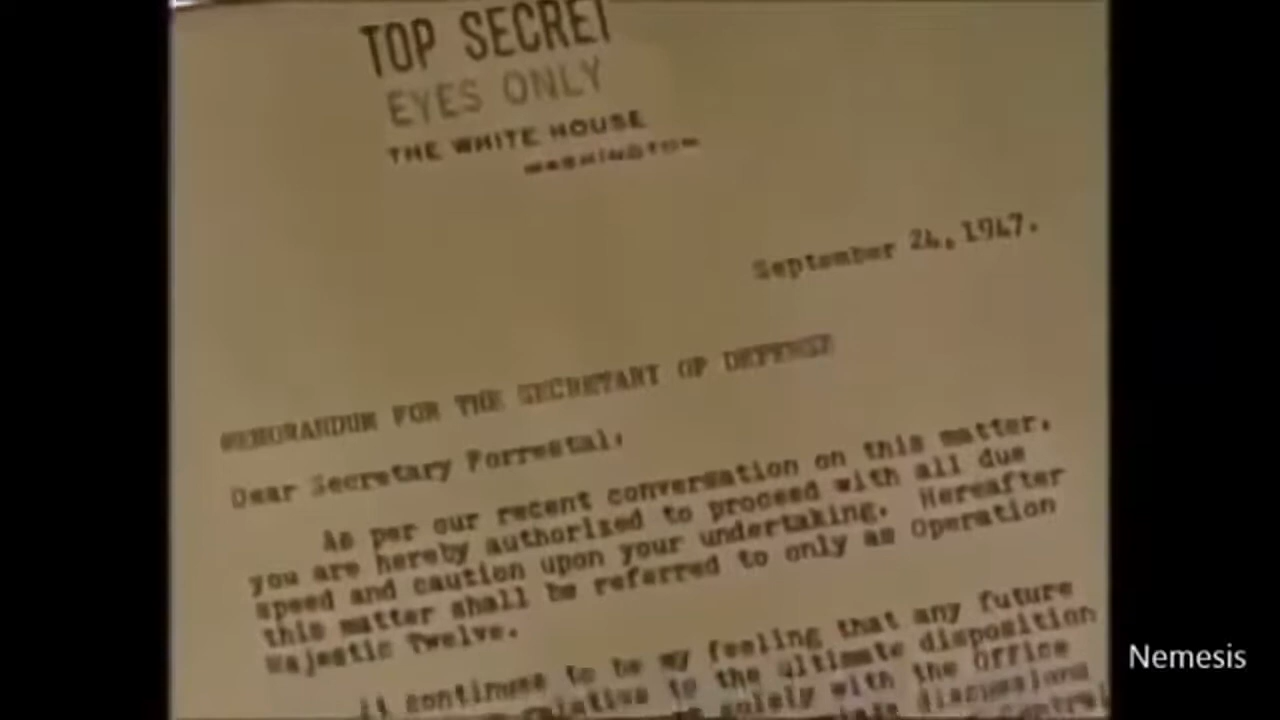 TOP SECRET
EYES ONLY
THE WHITE HOUSE
WASHINGTON
September 24, 1947.
MEMORANDUM FOR THE SECRETARY OF DEFENSE
Dear Secretary Forrestal:
As per our recent conversation on this matter,
you are hereby authorized to proceed with all due
speed and caution upon your undertaking. Hereafter
this matter shall be referred to only as Operation
Majestic Twelve.
It continues to be my feeling that any future
relative to the ultimate disposition
solely with the Office
discussions
Nemesis